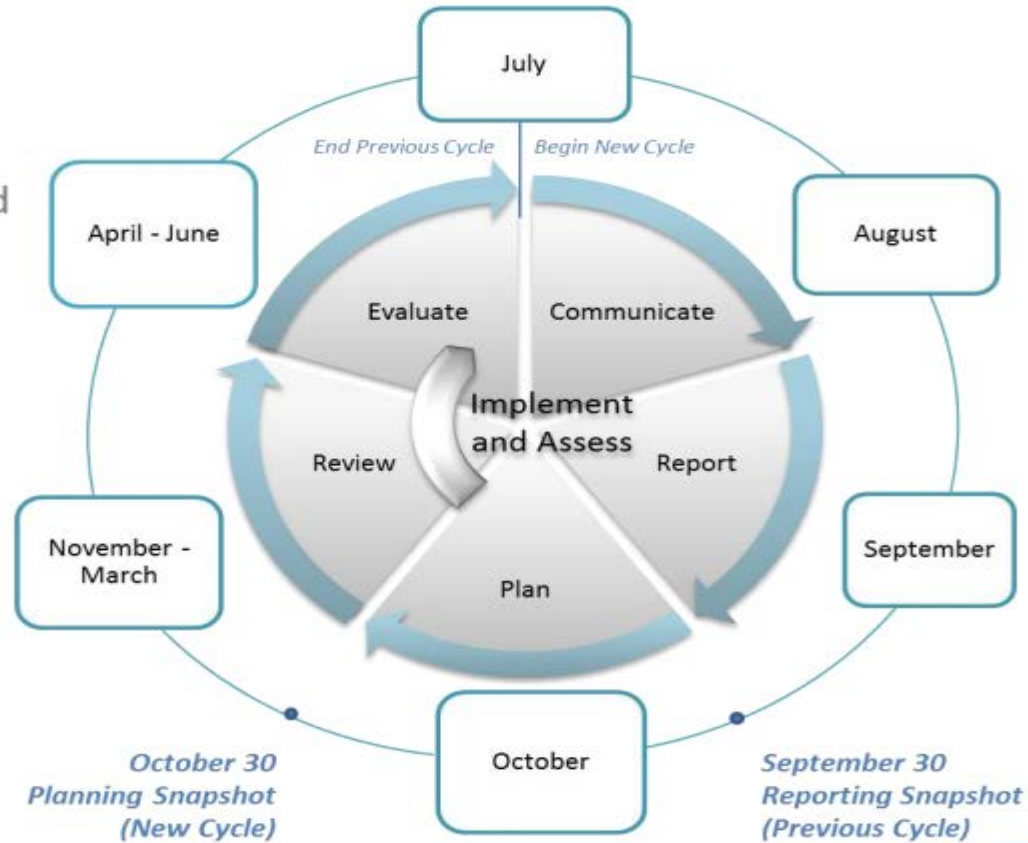 July
End Previous Cycle
Begin New Cycle
d
April - June
August
Evaluate
Communicate
Implement
and Assess
Review
Report
November -
March
September
Plan
October
October 30
Planning Snapshot
(New Cycle)
September 30
Reporting Snapshot
(Previous Cycle)